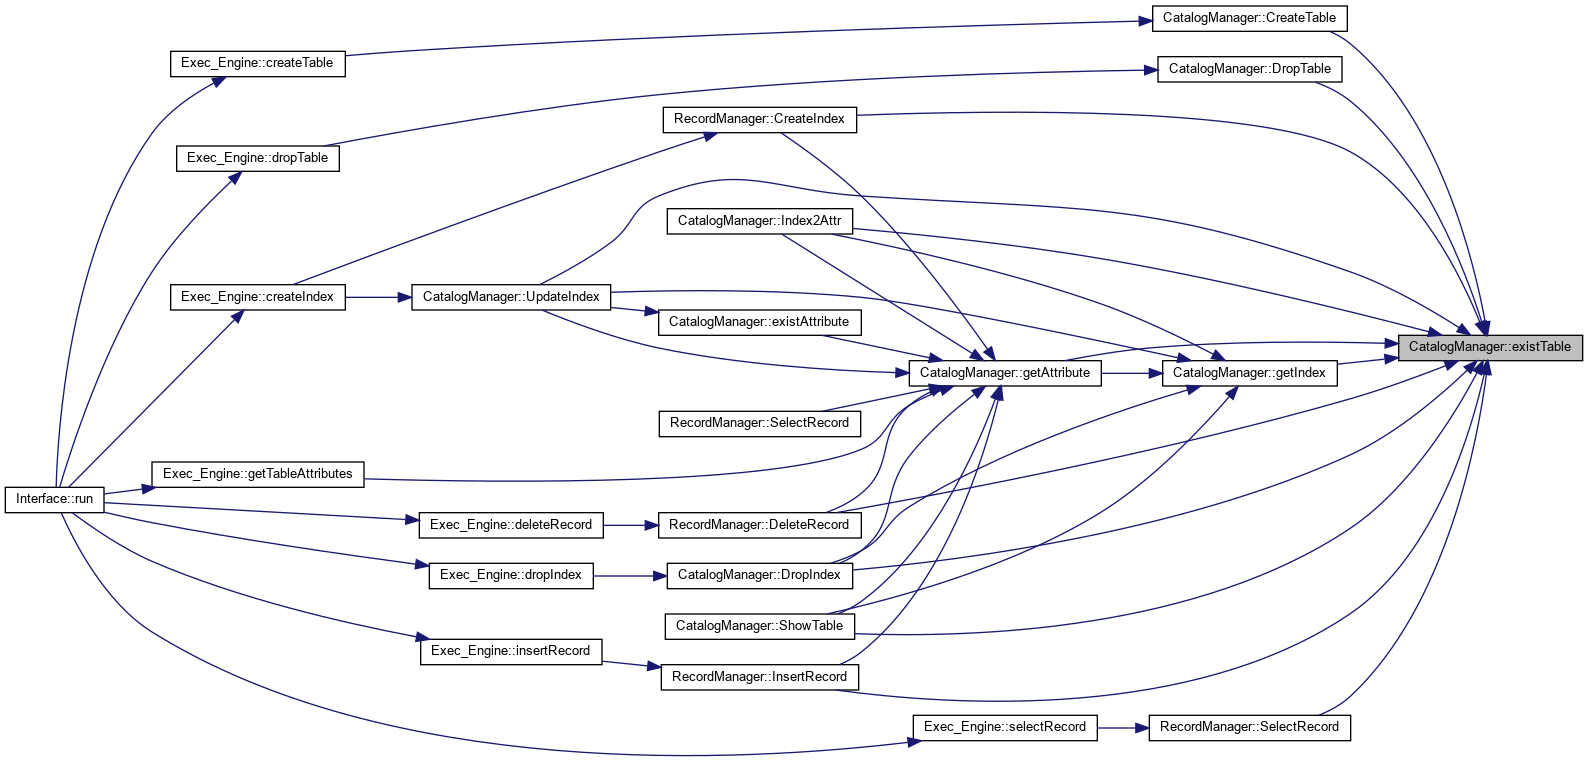 CatalogManager::CreateTable
Exec_Engine::createTable
CatalogManager::DropTable
RecordManager::CreateIndex
Exec_Engine::dropTable
CatalogManager::Index2Attr
Exec_Engine::createIndex
CatalogManager::UpdateIndex
CatalogManager::existAttribute
CatalogManager::existTable
CatalogManager::getAttribute
CatalogManager::getIndex
RecordManager::SelectRecord
Exec_Engine::getTableAttributes
Interface::run
Exec_Engine::deleteRecord
RecordManager::DeleteRecord
Exec_Engine::dropIndex
CatalogManager::DropIndex
CatalogManager::ShowTable
Exec_Engine::insertRecord
RecordManager::InsertRecord
Exec_Engine::selectRecord
RecordManager::SelectRecord